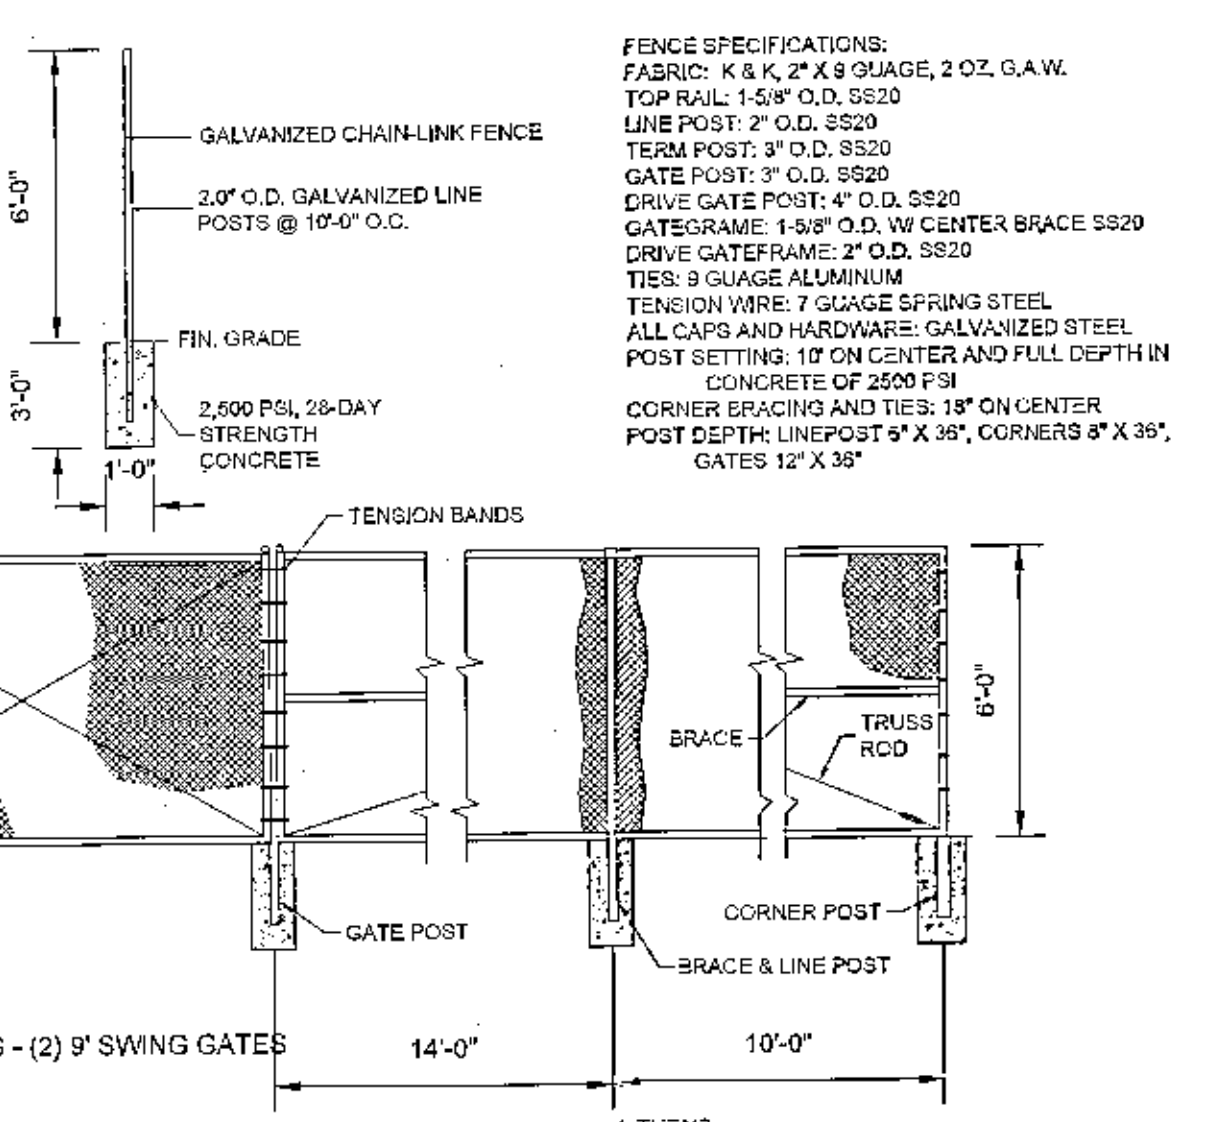 FENCE SPECIFICATIONS:
FABRIC: K & K, 2" X 9 GUAGE, 2 OZ. G.A.W.
TOP RAIL: 1-5/8" O.D. SS20
LINE POST: 2" O.D. SS20
TERM POST: 3" O.D. SS20
GATE POST: 3" O.D. SS20
DRIVE GATE POST: 4" O.D. SS20
GATEGRAME: 1-5/8" O.D. W/ CENTER BRACE SS20
DRIVE GATEFRAME: 2" O.D. SS20
TIES: 9 GUAGE ALUMINUM
TENSION WIRE: 7 GUAGE SPRING STEEL
ALL CAPS AND HARDWARE: GALVANIZED STEEL
POST SETTING: 10' ON CENTER AND FULL DEPTH IN
CONCRETE OF 2500 PSI
CORNER BRACING AND TIES: 18" ON CENTER
POST DEPTH: LINEPOST 6" X 36", CORNERS 8" X 36",
GATES 12" X 36"
GALVANIZED CHAIN-LINK FENCE
2.0" O.D. GALVANIZED LINE
POSTS @ 10'-0" O.C.
6'-0"
FIN. GRADE
3'-0"
2,500 PSI, 28-DAY
STRENGTH
CONCRETE
1'-0"
TENSION BANDS
6'-0"
BRACE
TRUSS
ROD
CORNER POST
GATE POST
BRACE & LINE POST
- (2) 9' SWING GATES
14'-0"
10'-0"